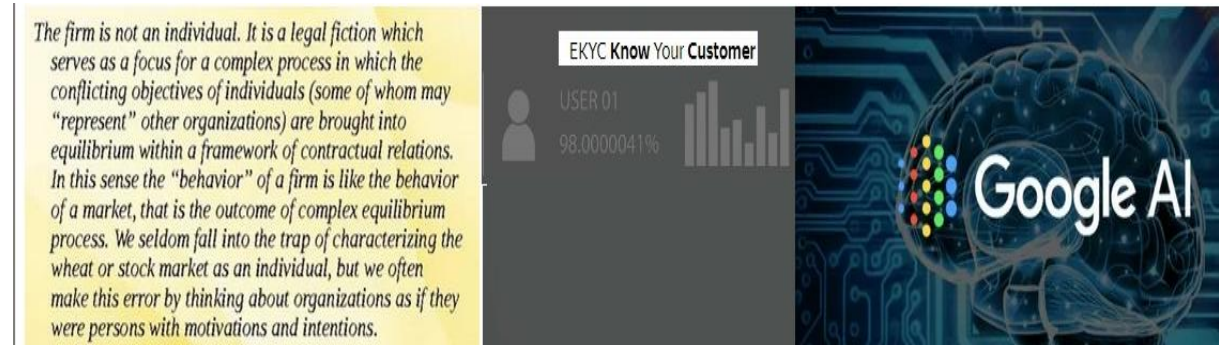 The firm is not an individual. It is a legal fiction which
serves as a focus for a complex process in which the
conflicting objectives of individuals (some of whom may
“represent” other organizations) are brought into
equilibrium within a framework of contractual relations.
In this sense the “behavior” of a firm is like the behavior
of a market, that is the outcome of complex equilibrium
process. We seldom fall into the trap of characterizing the
wheat or stock market as an individual, but we often
make this error by thinking about organizations as if they
were persons with motivations and intentions.
EKYC Know Your Customer
USER 01
98.0000041%
Google AI